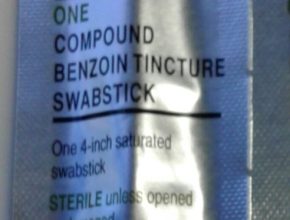 ONE
COMPOUND
BENZOIN TINCTURE
SWABSTICK
One 4-inch saturated
swabstick
STERILE unless opened